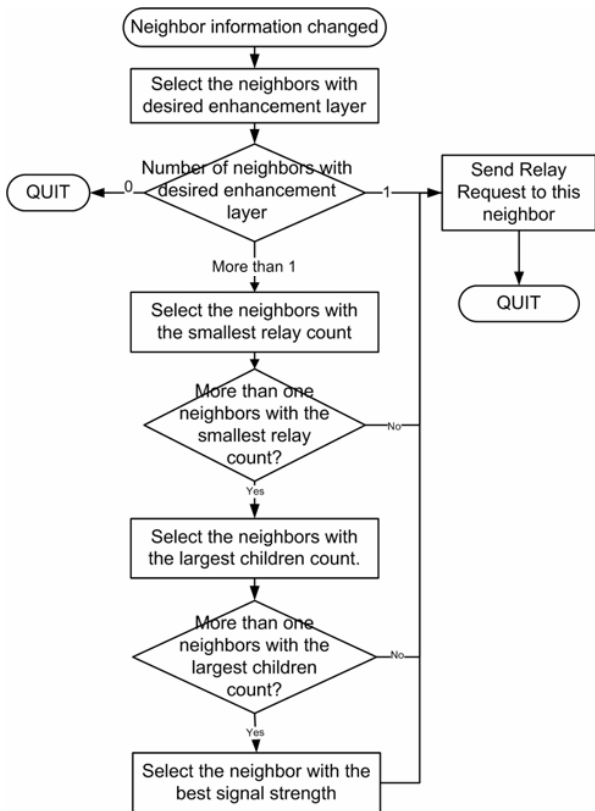 Neighbor information changed
Select the neighbors with
desired enhancement layer
Number of neighbors with
desired enhancement
layer
0
QUIT
1
Send Relay
Request to this
neighbor
QUIT
More than 1
Select the neighbors with
the smallest relay count
More than one
neighbors with the
smallest relay
count?
No
Yes
Select the neighbors with
the largest children count.
More than one
neighbors with the
largest children
count?
No
Yes
Select the neighbor with the
best signal strength